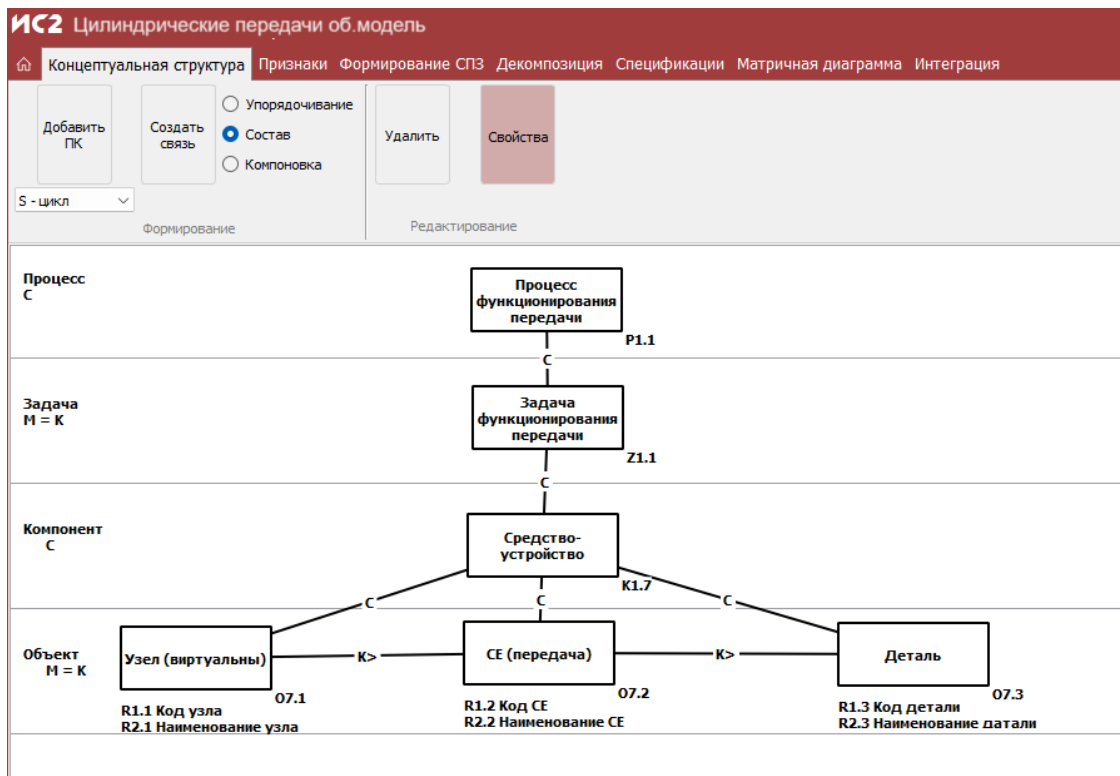 ИС2 Цилиндрические передачи об.модель
Концептуальная структура Признаки Формирование СПЗ Декомпозиция Спецификации Матричная диаграмма Интеграция
Добавить
ПК
Создать
связь
Упорядочивание
Состав
Компоновка
Удалить
Свойства
S - цикл
Формирование
Редактирование
Процесс
С
Процесс
функционирования
передачи
P1.1
С
Задача
М = К
Задача
функционирования
передачи
Z1.1
С
Компонент
С
Средство-
устройство
К1.7
С
С
С
Объект
М = К
Узел (виртуальны)
О7.1
К>
СЕ (передача)
О7.2
К>
Деталь
О7.3
R1.1 Код узла
R2.1 Наименование узла
R1.2 Код СЕ
R2.2 Наименование СЕ
R1.3 Код детали
R2.3 Наименование датали